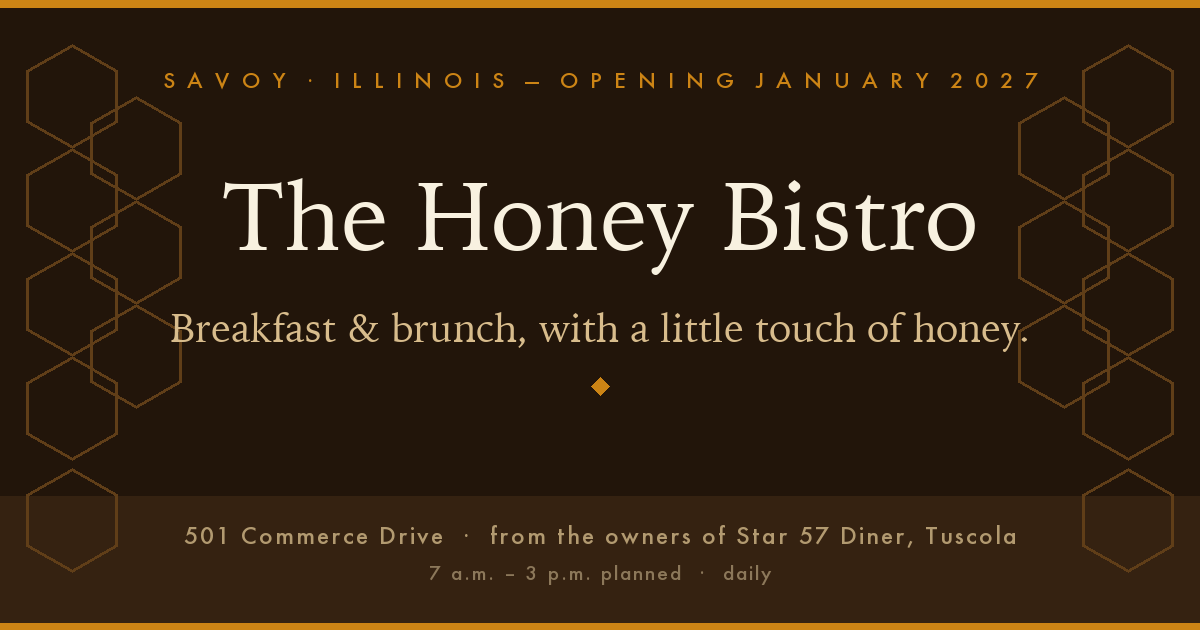 SAVOY · ILLINOIS — OPENING JANUARY 2027
The Honey Bistro
Breakfast & brunch, with a little touch of honey.
501 Commerce Drive · from the owners of Star 57 Diner, Tuscola
7 a.m. – 3 p.m. planned · daily